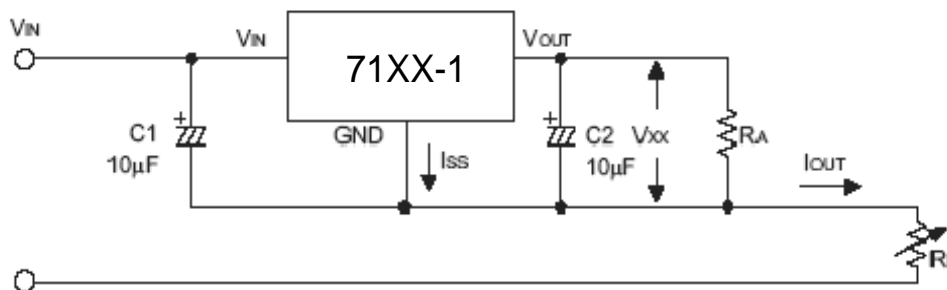 VIN
VIN
71XX-1
VOUT
GND
C1
10μF
ISS
C2
10μF
VXX
RA
IOUT